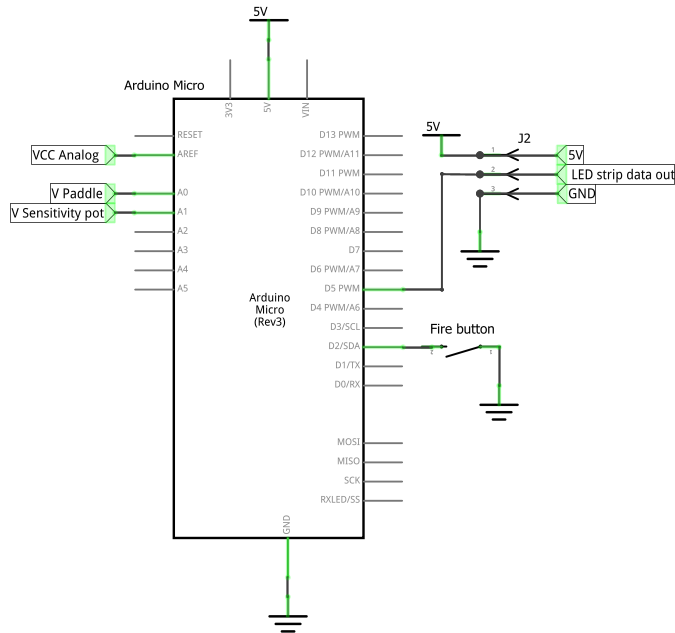 5V
Arduino Micro
3V3
5V
VIN
RESET
AREF
A0
A1
A2
A3
A4
A5
VCC Analog
V Paddle
V Sensitivity pot
D13 PWM
D12 PWM/A11
D11 PWM
D10 PWM/A10
D9 PWM/A9
D8 PWM/A8
D7
D6 PWM/A7
D5 PWM
D4 PWM/A6
D3/SCL
D2/SDA
D1/TX
D0/RX
MOSI
MISO
SCK
RXLED/SS
Arduino
Micro
(Rev3)
GND
5V
J2
1
2
3
5V
LED strip data out
GND
Fire button
2
1